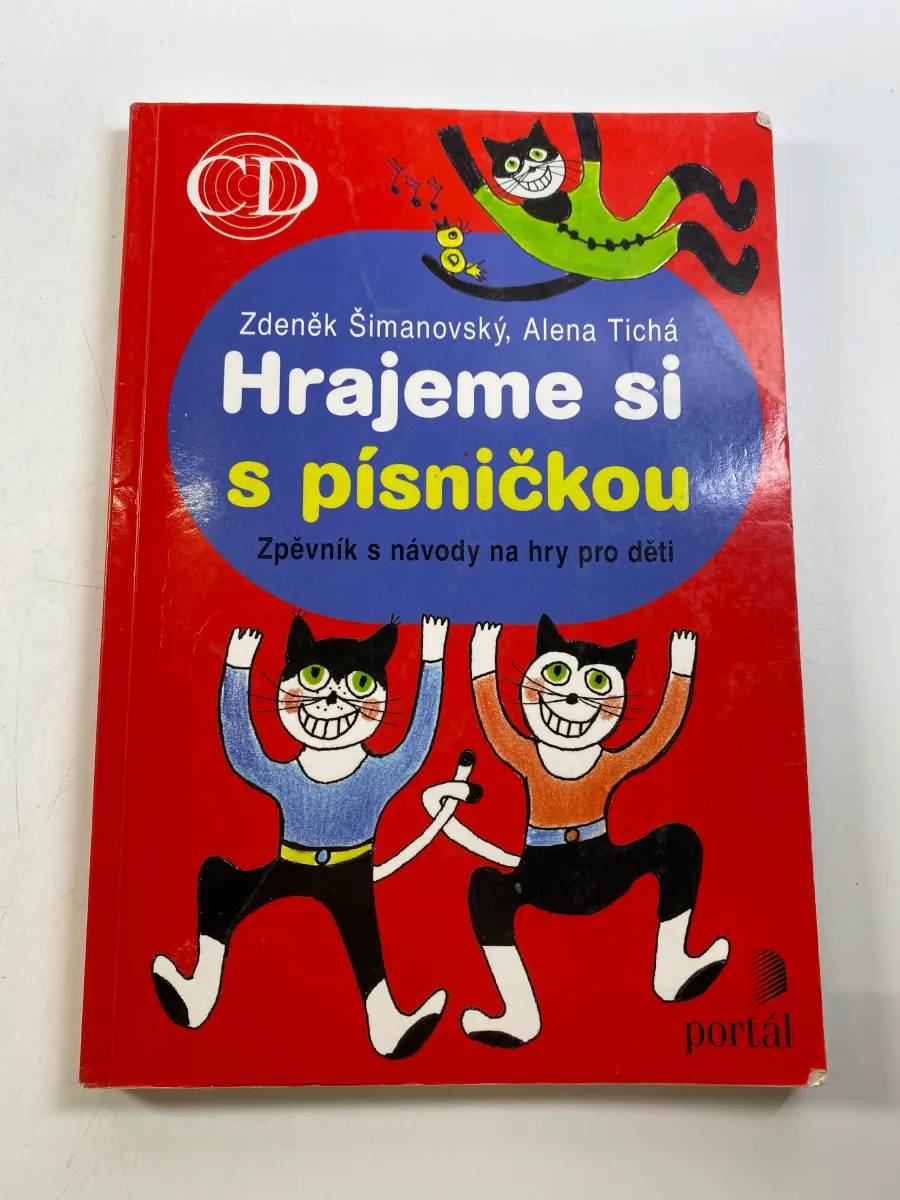 CD
Zdeněk Šimanovský, Alena Tichá
Hrajeme si
s písničkou
Zpěvník s návody na hry pro děti
portál